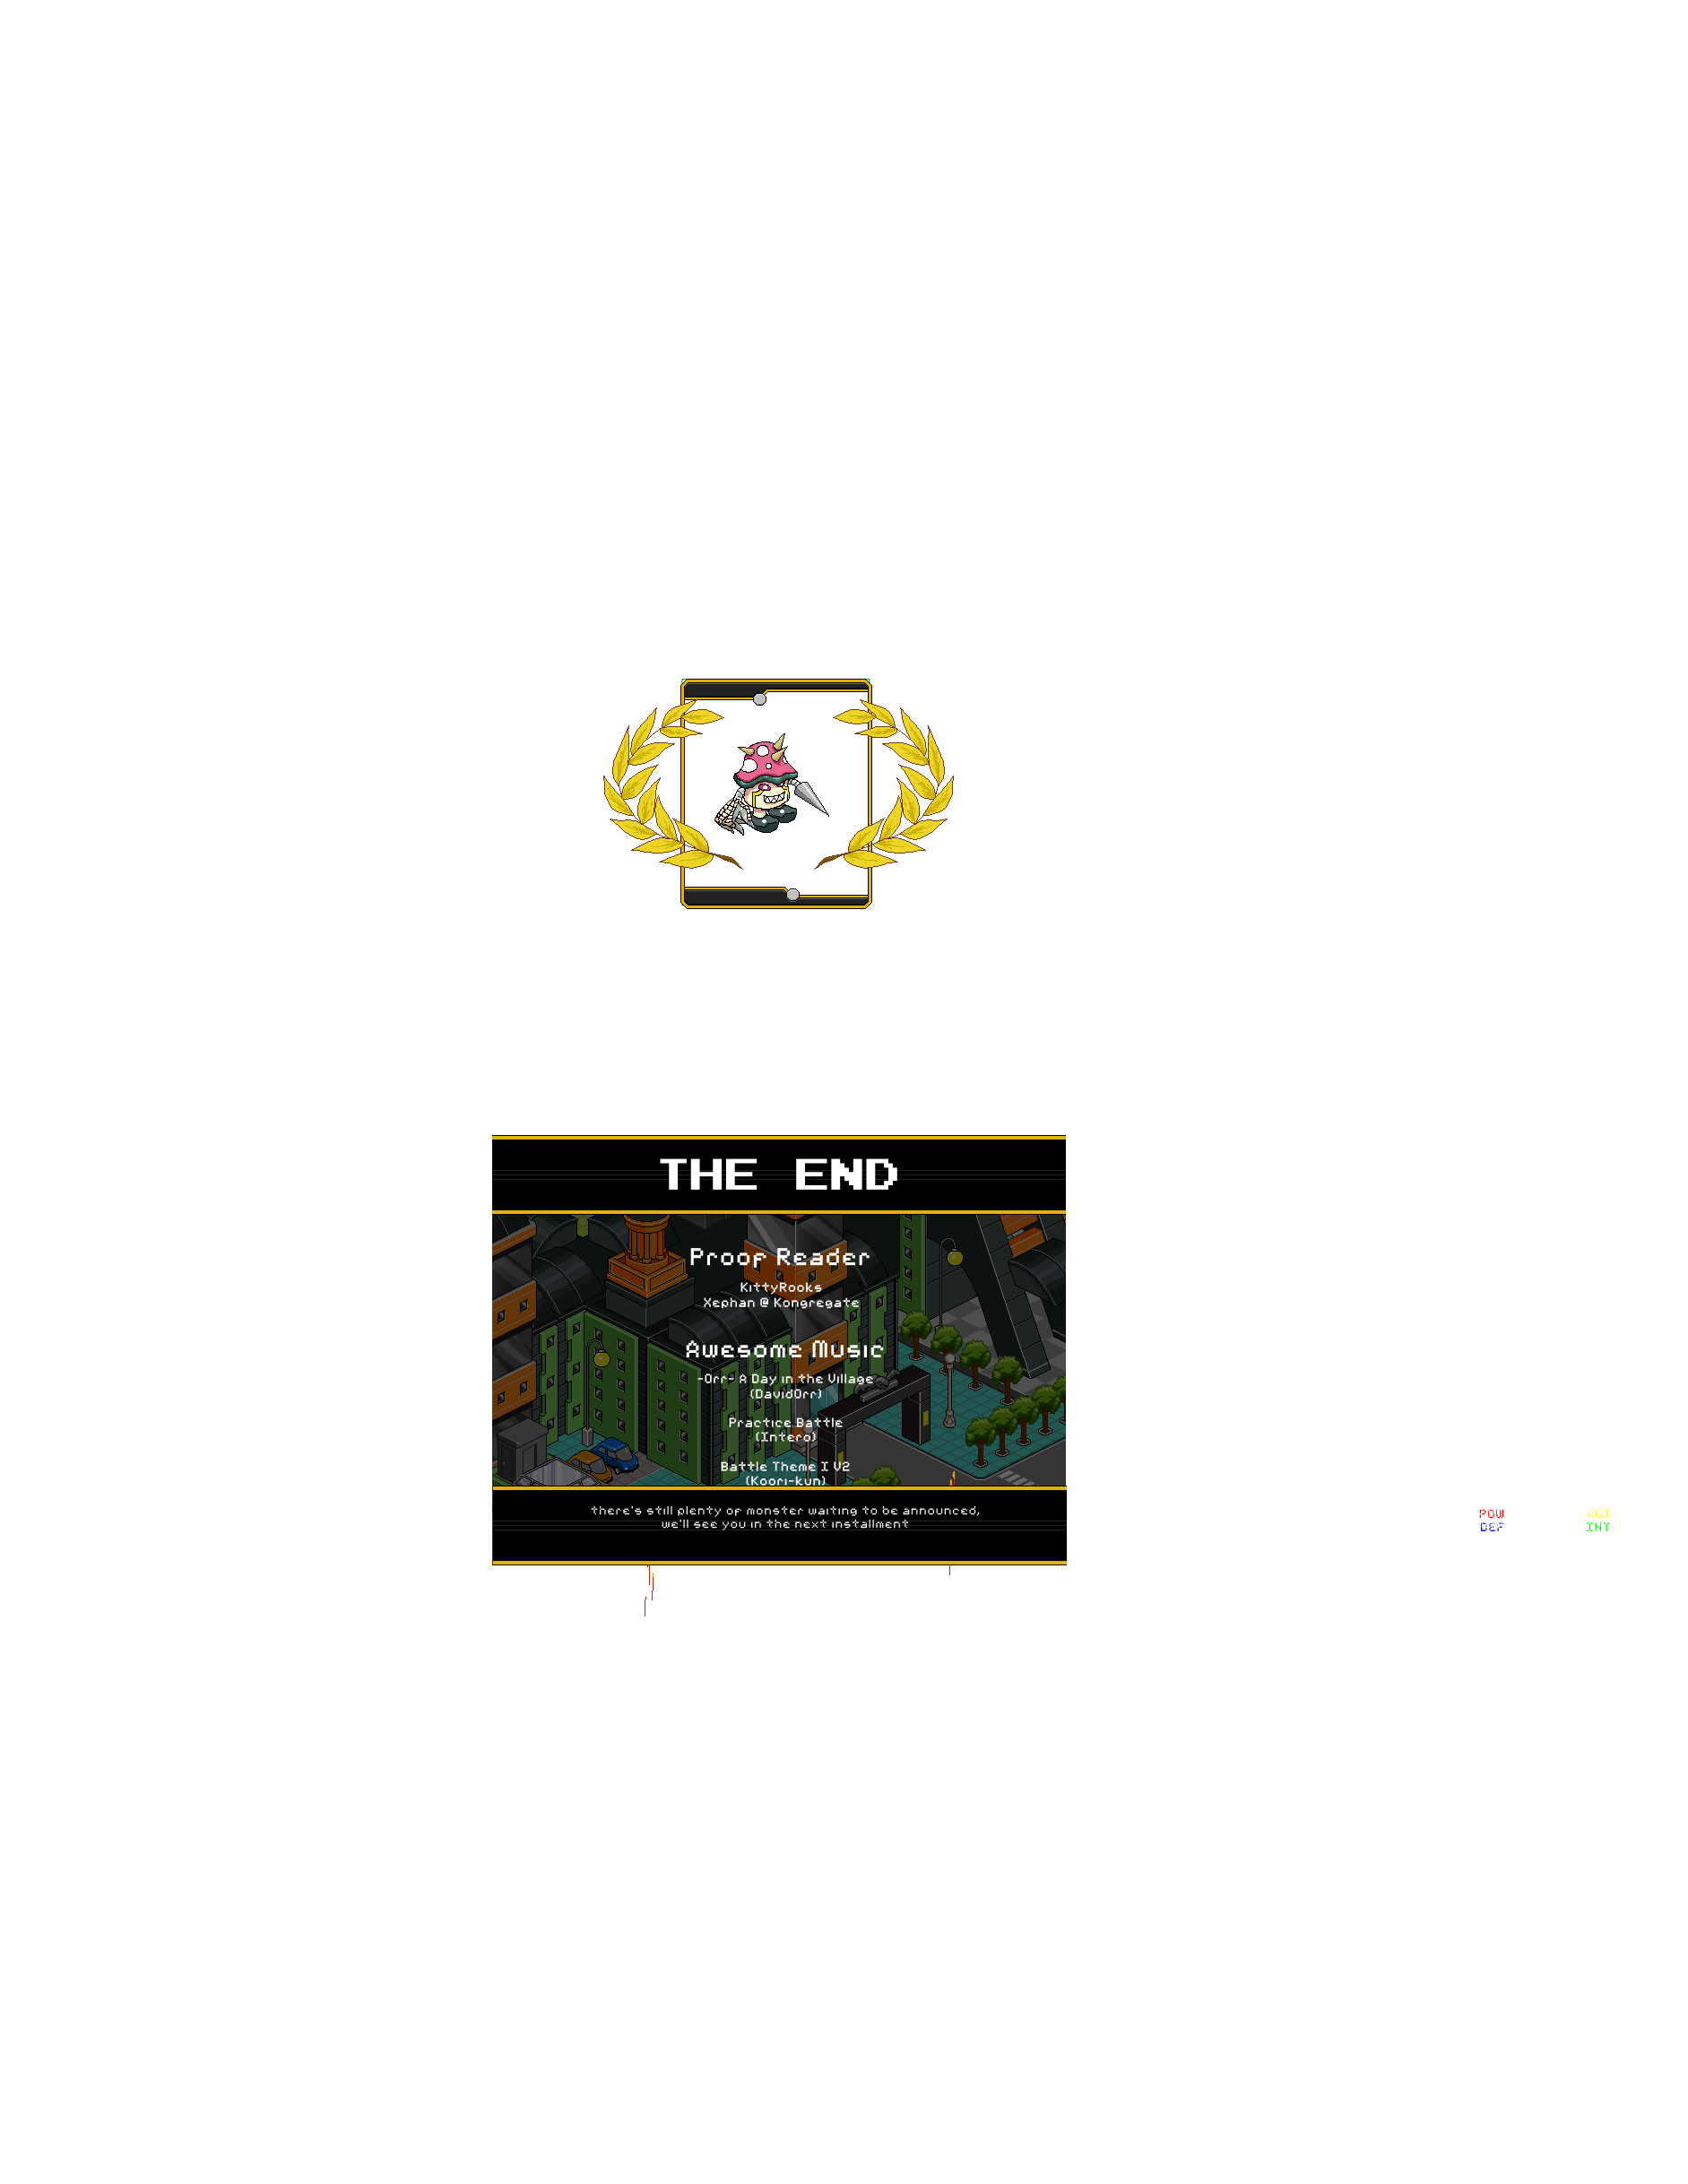 THE END
Proof Reader
KittyRooks
Xephan @ Kongregate
Awesome Music
-Orr- A Day in the Village
(DavidOrr)
Practice Battle
(Intero)
Battle Theme I V2
(Koori-kun)
there's still plenty of monster waiting to be announced,
we'll see you in the next installment
POW AGI
DEF INT